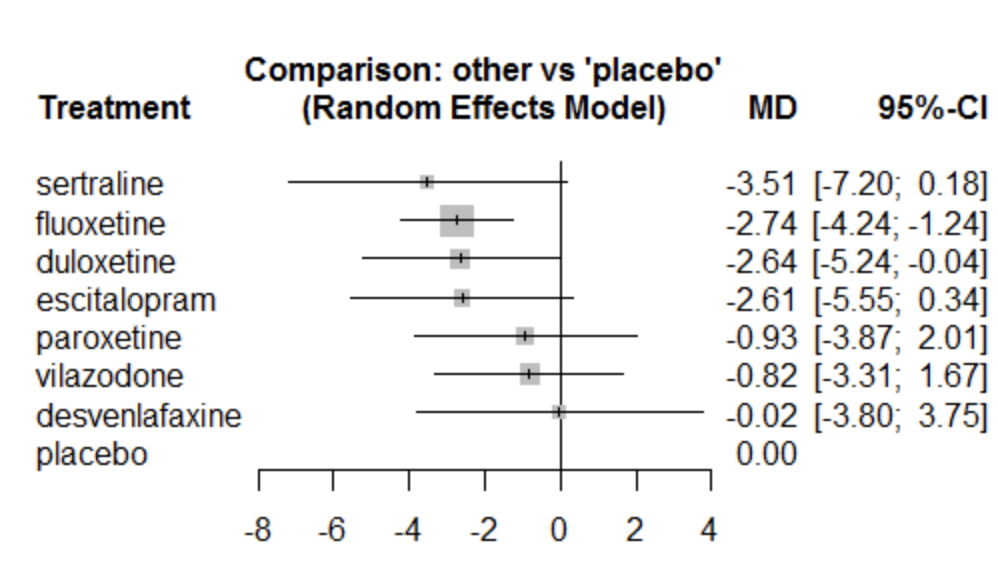 Comparison: other vs 'placebo'
Treatment (Random Effects Model) MD 95%-CI
sertraline -3.51 [-7.20; 0.18]
fluoxetine -2.74 [-4.24; -1.24]
duloxetine -2.64 [-5.24; -0.04]
escitalopram -2.61 [-5.55; 0.34]
paroxetine -0.93 [-3.87; 2.01]
vilazodone -0.82 [-3.31; 1.67]
desvenlafaxine -0.02 [-3.80; 3.75]
placebo 0.00
-8 -6 -4 -2 0 2 4